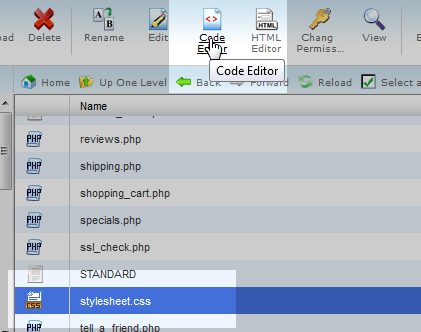 Delete
Rename
Edit
Code Editor
HTML Editor
Chang Permiss...
View
Code Editor
Home
Up One Level
Back
Forward
Reload
Select a
Name
reviews.php
shipping.php
shopping_cart.php
specials.php
ssl_check.php
STANDARD
stylesheet.css
tell_a_friend.php